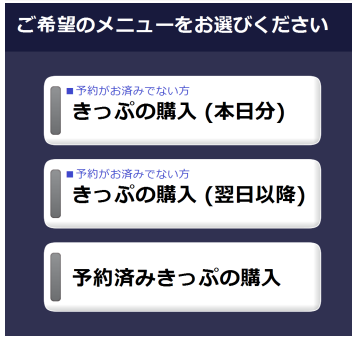 ご希望のメニューをお選びください
■予約がお済みでない方
きっぷの購入 (本日分)
■予約がお済みでない方
きっぷの購入 (翌日以降)
予約済みきっぷの購入